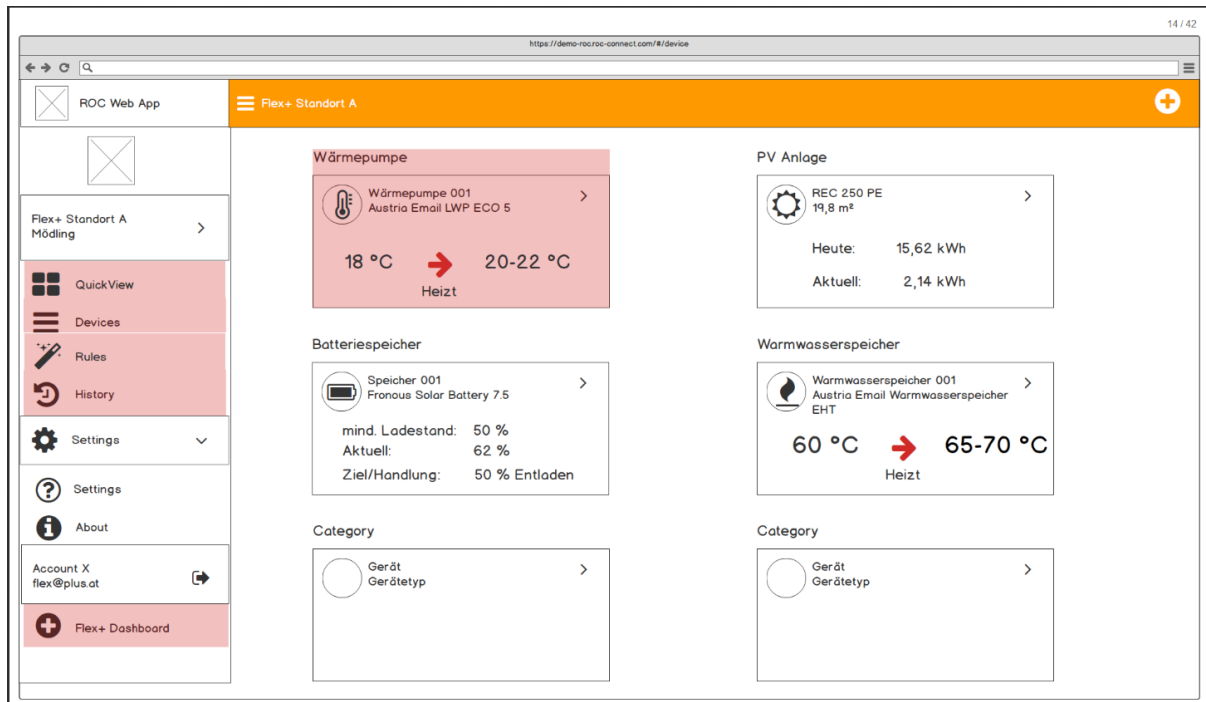 14 / 42
https://demo-roc.roc-connect.com/#/device
ROC Web App
Flex+ Standort A
Flex+ Standort A
Mödling
QuickView
Devices
Rules
History
Settings
Settings
About
Account X
flex@plus.at
Flex+ Dashboard
Wärmepumpe
Wärmepumpe 001
Austria Email LWP ECO 5
18 °C
20-22 °C
Heizt
PV Anlage
REC 250 PE
19,8 m²
Heute: 15,62 kWh
Aktuell: 2,14 kWh
Batteriespeicher
Speicher 001
Fronous Solar Battery 7.5
mind. Ladestand: 50 %
Aktuell: 62 %
Ziel/Handlung: 50 % Entladen
Warmwasserspeicher
Warmwasserspeicher 001
Austria Email Warmwasserspeicher
EHT
60 °C
65-70 °C
Heizt
Category
Gerät
Gerätetyp
Category
Gerät
Gerätetyp